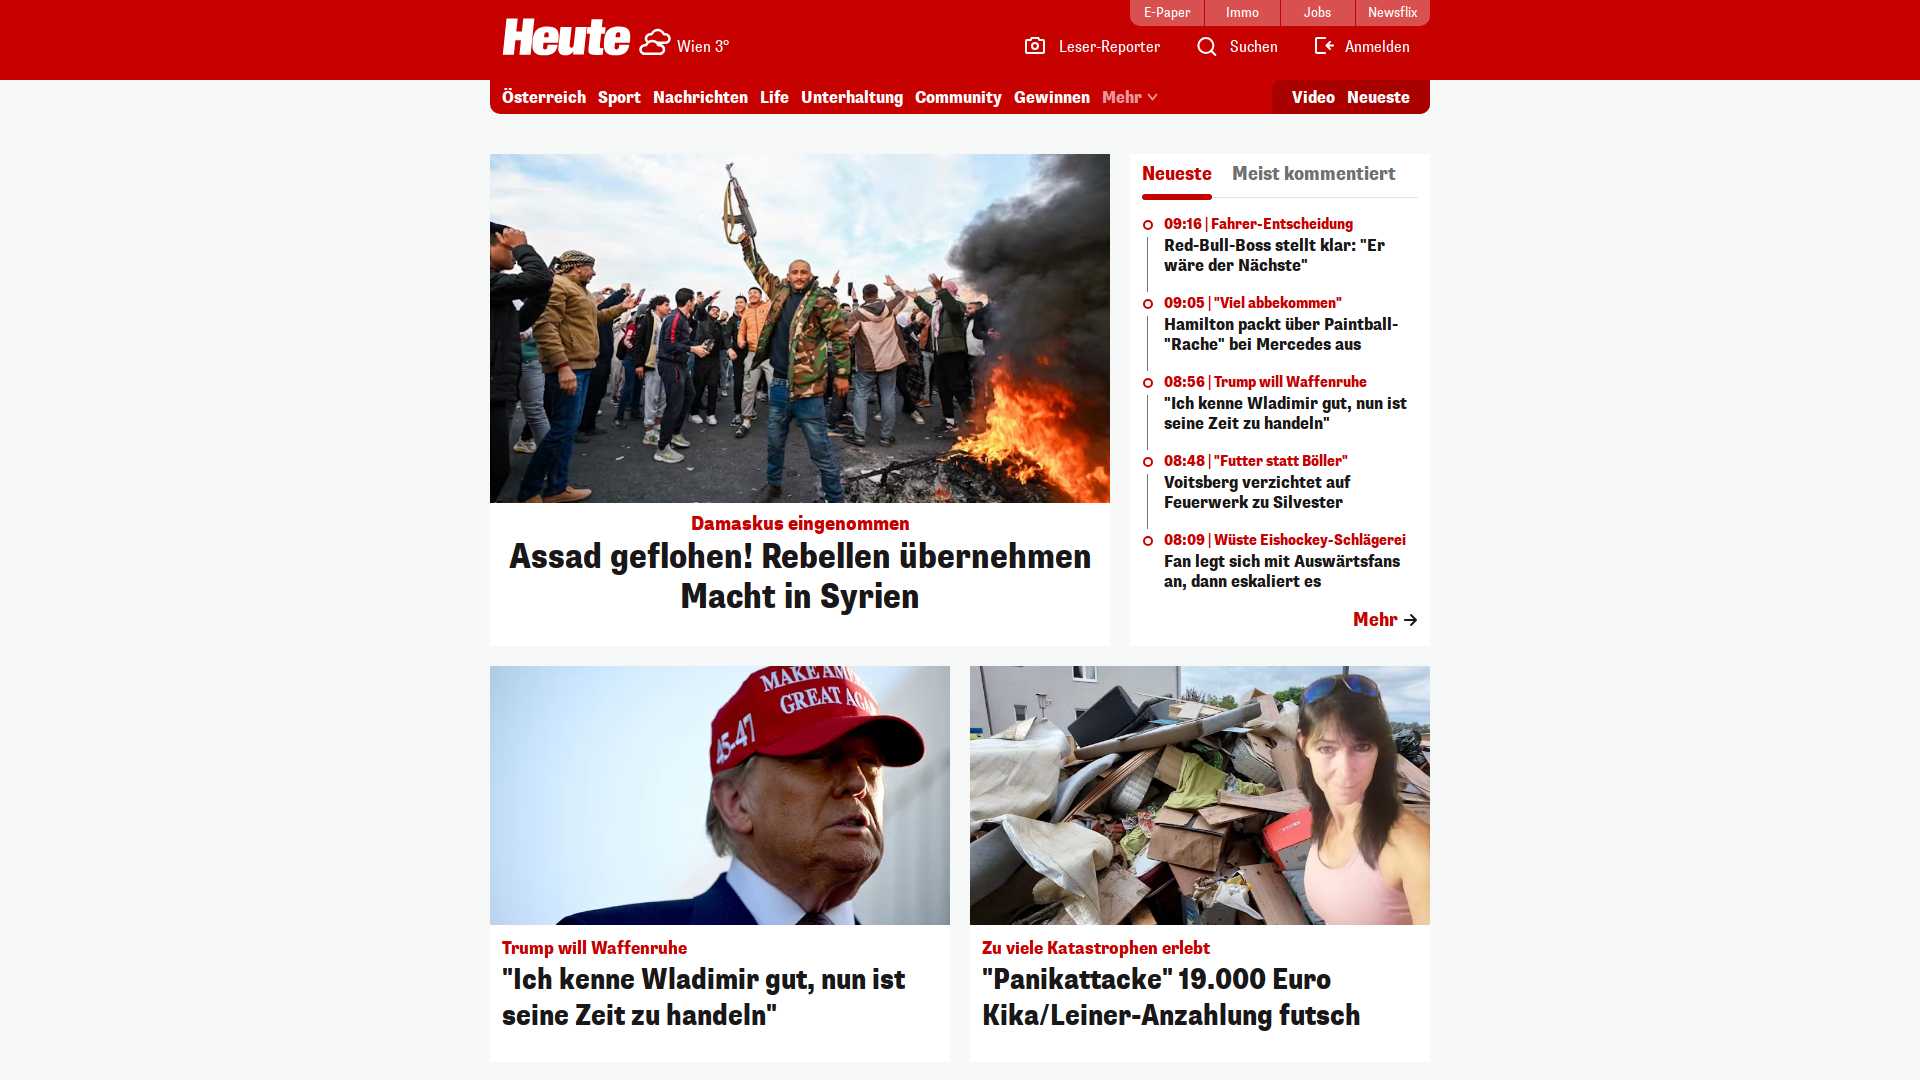 E-Paper
Immo
Jobs
Newsflix
Heute
Wien 3°
Leser-Reporter
Suchen
Anmelden
Österreich
Sport
Nachrichten
Life
Unterhaltung
Community
Gewinnen
Mehr
Video
Neueste
Damaskus eingenommen
Assad geflohen! Rebellen übernehmen
Macht in Syrien
Neueste
Meist kommentiert
09:16 | Fahrer-Entscheidung
Red-Bull-Boss stellt klar: "Er
wäre der Nächste"
09:05 | "Viel abbekommen"
Hamilton packt über Paintball-
"Rache" bei Mercedes aus
08:56 | Trump will Waffenruhe
"Ich kenne Wladimir gut, nun ist
seine Zeit zu handeln"
08:48 | "Futter statt Böller"
Voitsberg verzichtet auf
Feuerwerk zu Silvester
08:09 | Wüste Eishockey-Schlägerei
Fan legt sich mit Auswärtsfans
an, dann eskaliert es
Mehr
MAKE AM
GREAT AGA
45-47
Trump will Waffenruhe
"Ich kenne Wladimir gut, nun ist
seine Zeit zu handeln"
Zu viele Katastrophen erlebt
"Panikattacke" 19.000 Euro
Kika/Leiner-Anzahlung futsch